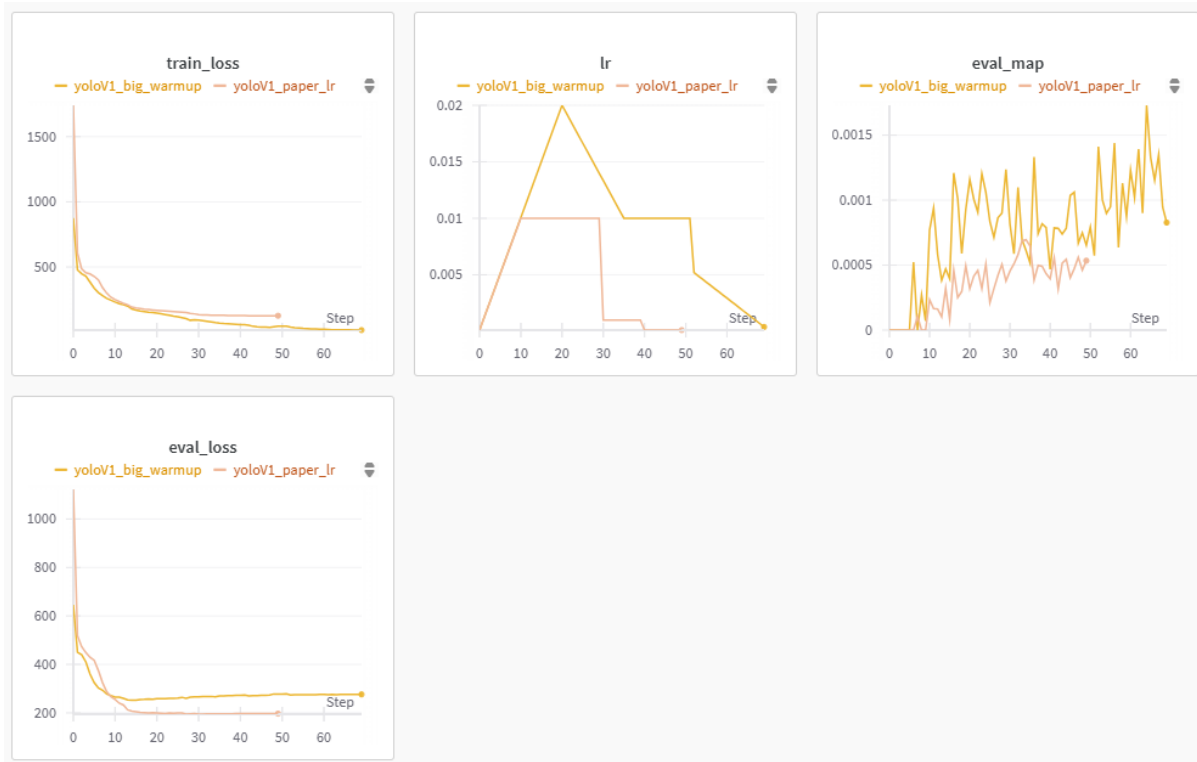 train_loss
yoloV1_big_warmup yoloV1_paper_lr
1500
1000
500
Step
0 10 20 30 40 50 60
lr
yoloV1_big_warmup yoloV1_paper_lr
0.02
0.015
0.01
0.005
Step
0 10 20 30 40 50 60
eval_map
yoloV1_big_warmup yoloV1_paper_lr
0.0015
0.001
0.0005
0
Step
0 10 20 30 40 50 60
eval_loss
yoloV1_big_warmup yoloV1_paper_lr
1000
800
600
400
200
Step
0 10 20 30 40 50 60